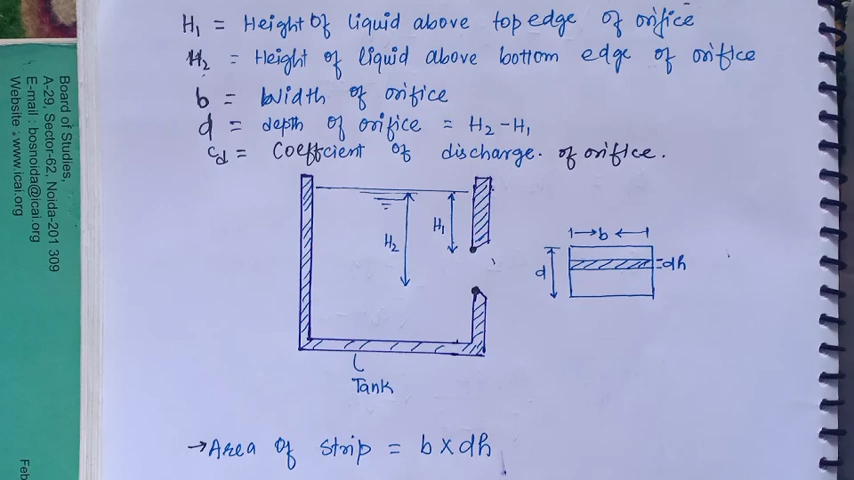 H₁ = Height of liquid above top edge of orifice
H₂ = Height of liquid above bottom edge of orifice
b = Width of orifice
d = depth of orifice = H₂-H₁
Cd = Coeffcient of discharge. of orifice.
H₂
H₁
b
d
dh
Tank
→Area of strip = b x dh
Board of Studies,
A-29, Sector-62, Noida-201 309
E-mail : bosnoida@icai.org
Website : www.icai.org
Feb